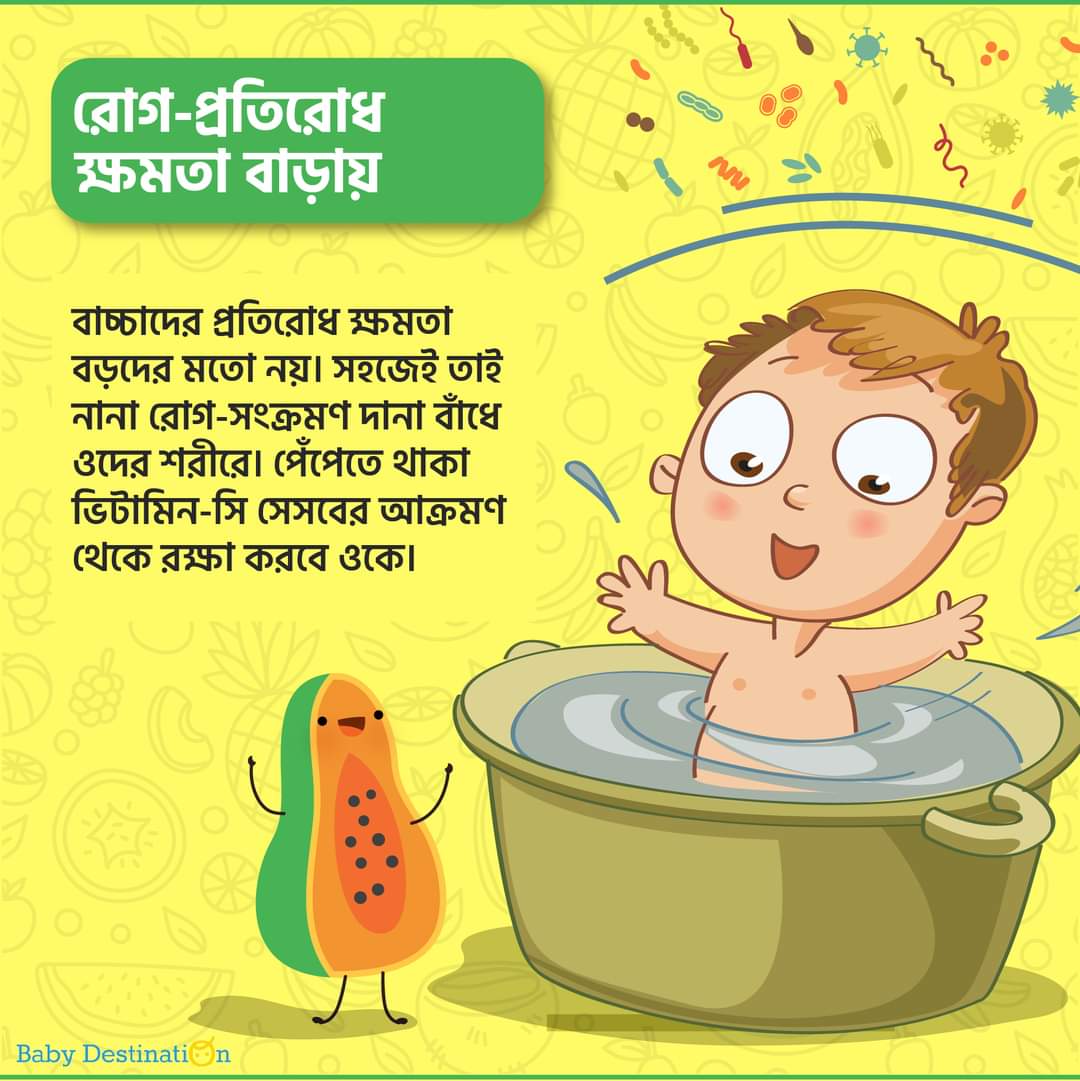 রোগ-প্রতিরোধ
ক্ষমতা বাড়ায়
বাচ্চাদের প্রতিরোধ ক্ষমতা
বড়দের মতো নয়। সহজেই তাই
নানা রোগ-সংক্রমণ দানা বাঁধে
ওদের শরীরে। পেঁপেতে থাকা
ভিটামিন-সি সেসবের আক্রমণ
থেকে রক্ষা করবে ওকে।
Baby Destination